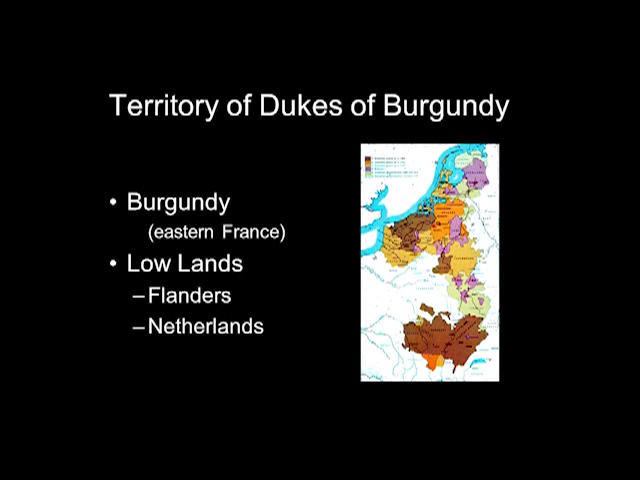 Territory of Dukes of Burgundy
• Burgundy
(eastern France)
• Low Lands
–Flanders
–Netherlands